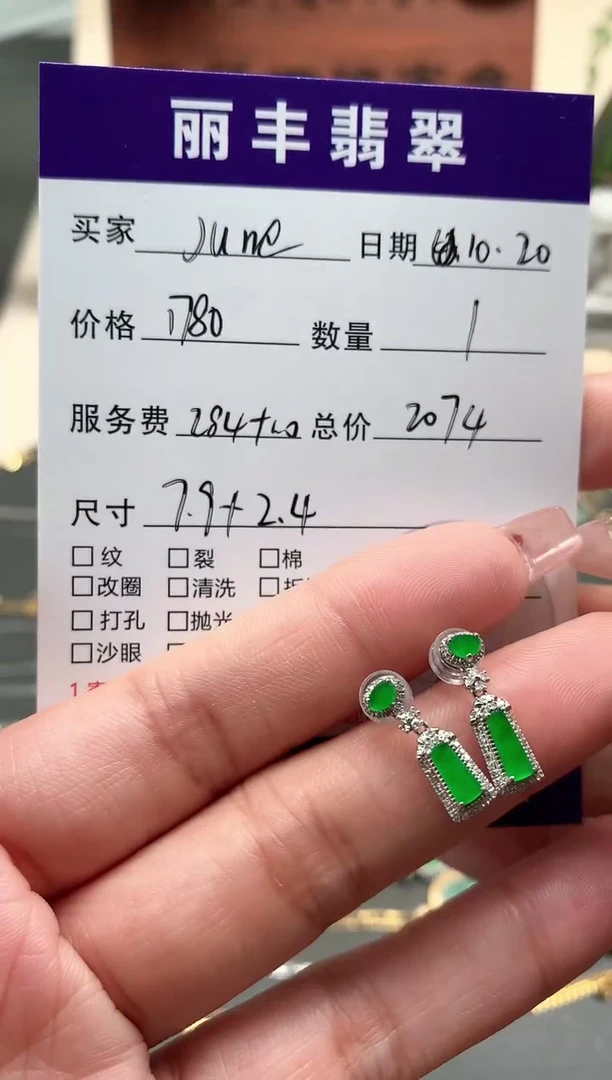 丽丰翡翠
买家 June 日期 10.20
价格 1780 数量 1
服务费 284+10 总价 2074
尺寸 7.9+2.4
□纹 □裂 □棉
□改圈 □清洗
□打孔 □抛光
□沙眼